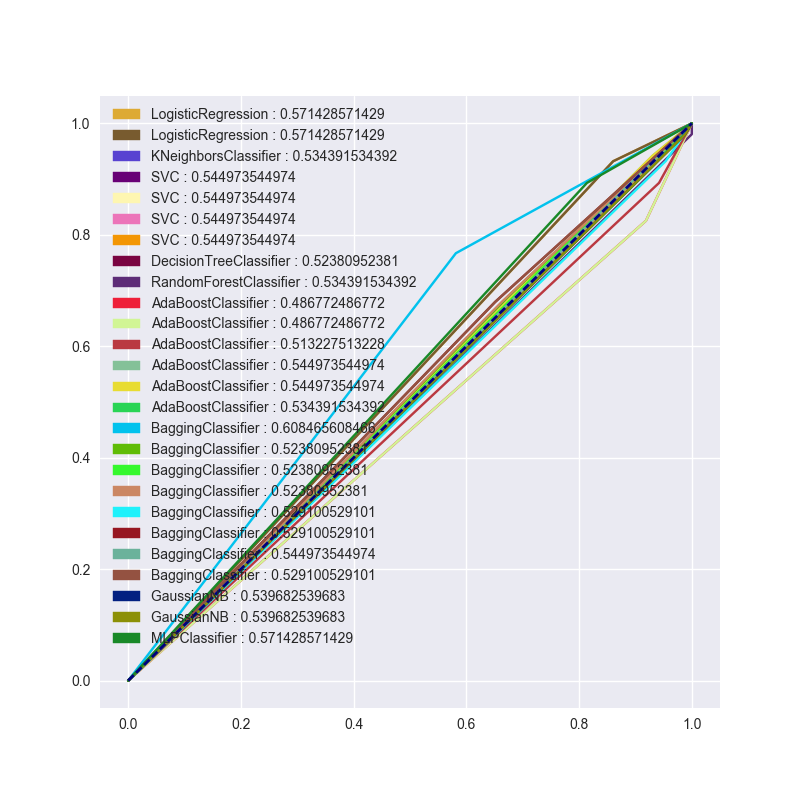 LogisticRegression : 0.571428571429
LogisticRegression : 0.571428571429
KNeighborsClassifier : 0.534391534392
SVC : 0.544973544974
SVC : 0.544973544974
SVC : 0.544973544974
SVC : 0.544973544974
DecisionTreeClassifier : 0.52380952381
RandomForestClassifier : 0.534391534392
AdaBoostClassifier : 0.486772486772
AdaBoostClassifier : 0.486772486772
AdaBoostClassifier : 0.513227513228
AdaBoostClassifier : 0.544973544974
AdaBoostClassifier : 0.544973544974
AdaBoostClassifier : 0.534391534392
BaggingClassifier : 0.608465608466
BaggingClassifier : 0.52380952381
BaggingClassifier : 0.52380952381
BaggingClassifier : 0.52380952381
BaggingClassifier : 0.529100529101
BaggingClassifier : 0.529100529101
BaggingClassifier : 0.544973544974
BaggingClassifier : 0.529100529101
GaussianNB : 0.539682539683
GaussianNB : 0.539682539683
MLPClassifier : 0.571428571429
1.0
0.8
0.6
0.4
0.2
0.0
0.0 0.2 0.4 0.6 0.8 1.0